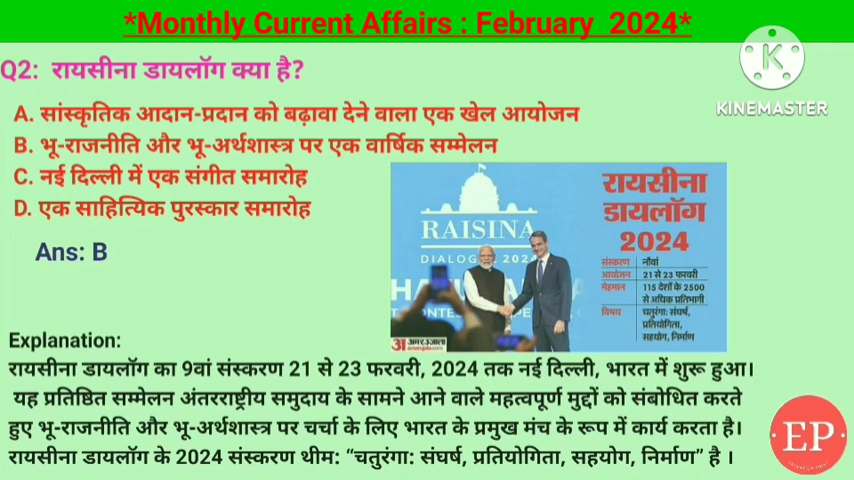 *Monthly Current Affairs : February 2024*
Q2: रायसीना डायलॉग क्या है?
KINEMASTER
A. सांस्कृतिक आदान-प्रदान को बढ़ावा देने वाला एक खेल आयोजन
B. भू-राजनीति और भू-अर्थशास्त्र पर एक वार्षिक सम्मेलन
C. नई दिल्ली में एक संगीत समारोह
D. एक साहित्यिक पुरस्कार समारोह
Ans: B
RAISINA
DIALOGUE 2024
रायसीना
डायलॉग
2024
संस्करण नौवां
आयोजन 21 से 23 फरवरी
मेहमान 115 देशों के 2500
से अधिक प्रतिभागी
विषय चतुरंगा: संघर्ष,
प्रतियोगिता,
सहयोग, निर्माण
अमरउजाला
amarujala.com
Explanation:
रायसीना डायलॉग का 9वां संस्करण 21 से 23 फरवरी, 2024 तक नई दिल्ली, भारत में शुरू हुआ।
यह प्रतिष्ठित सम्मेलन अंतरराष्ट्रीय समुदाय के सामने आने वाले महत्वपूर्ण मुद्दों को संबोधित करते
हुए भू-राजनीति और भू-अर्थशास्त्र पर चर्चा के लिए भारत के प्रमुख मंच के रूप में कार्य करता है।
रायसीना डायलॉग के 2024 संस्करण थीम: “चतुरंगा: संघर्ष, प्रतियोगिता, सहयोग, निर्माण” है ।
EP